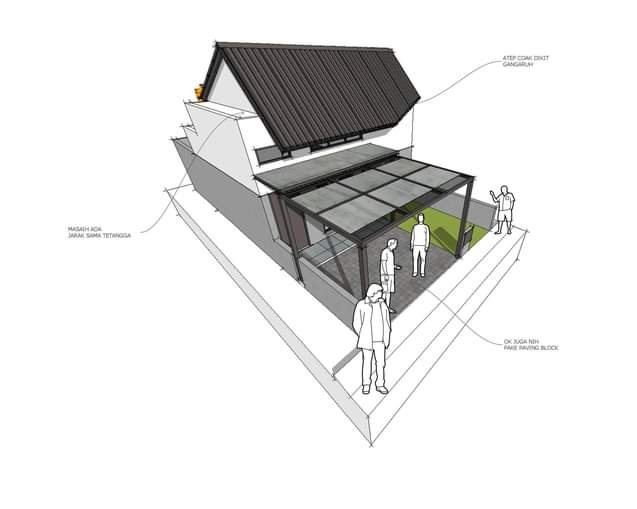 ATEP COAK DIKIT
GANGARUH
MASAIH ADA
JARAK SAMA TETANGGA
OK JUGA NIH
PAKE PAVING BLOCK